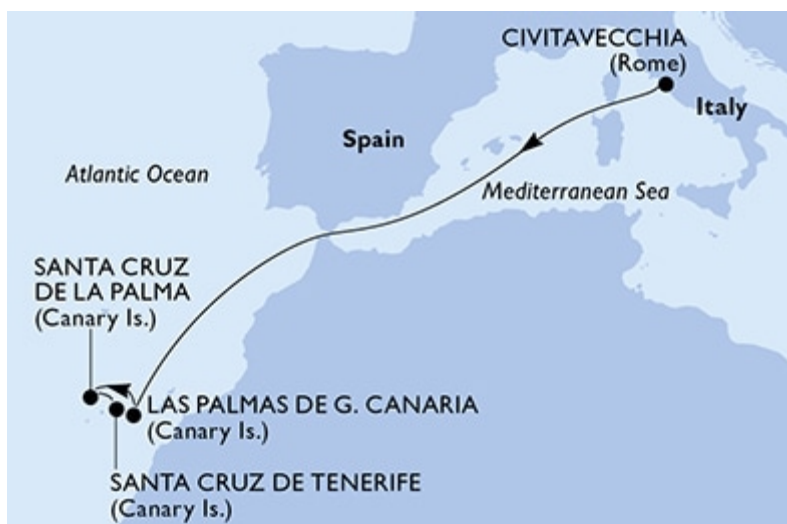 CIVITAVECCHIA
(Rome)
Italy
Spain
Atlantic Ocean
Mediterranean Sea
SANTA CRUZ
DE LA PALMA
(Canary Is.)
LAS PALMAS DE G. CANARIA
(Canary Is.)
SANTA CRUZ DE TENERIFE
(Canary Is.)